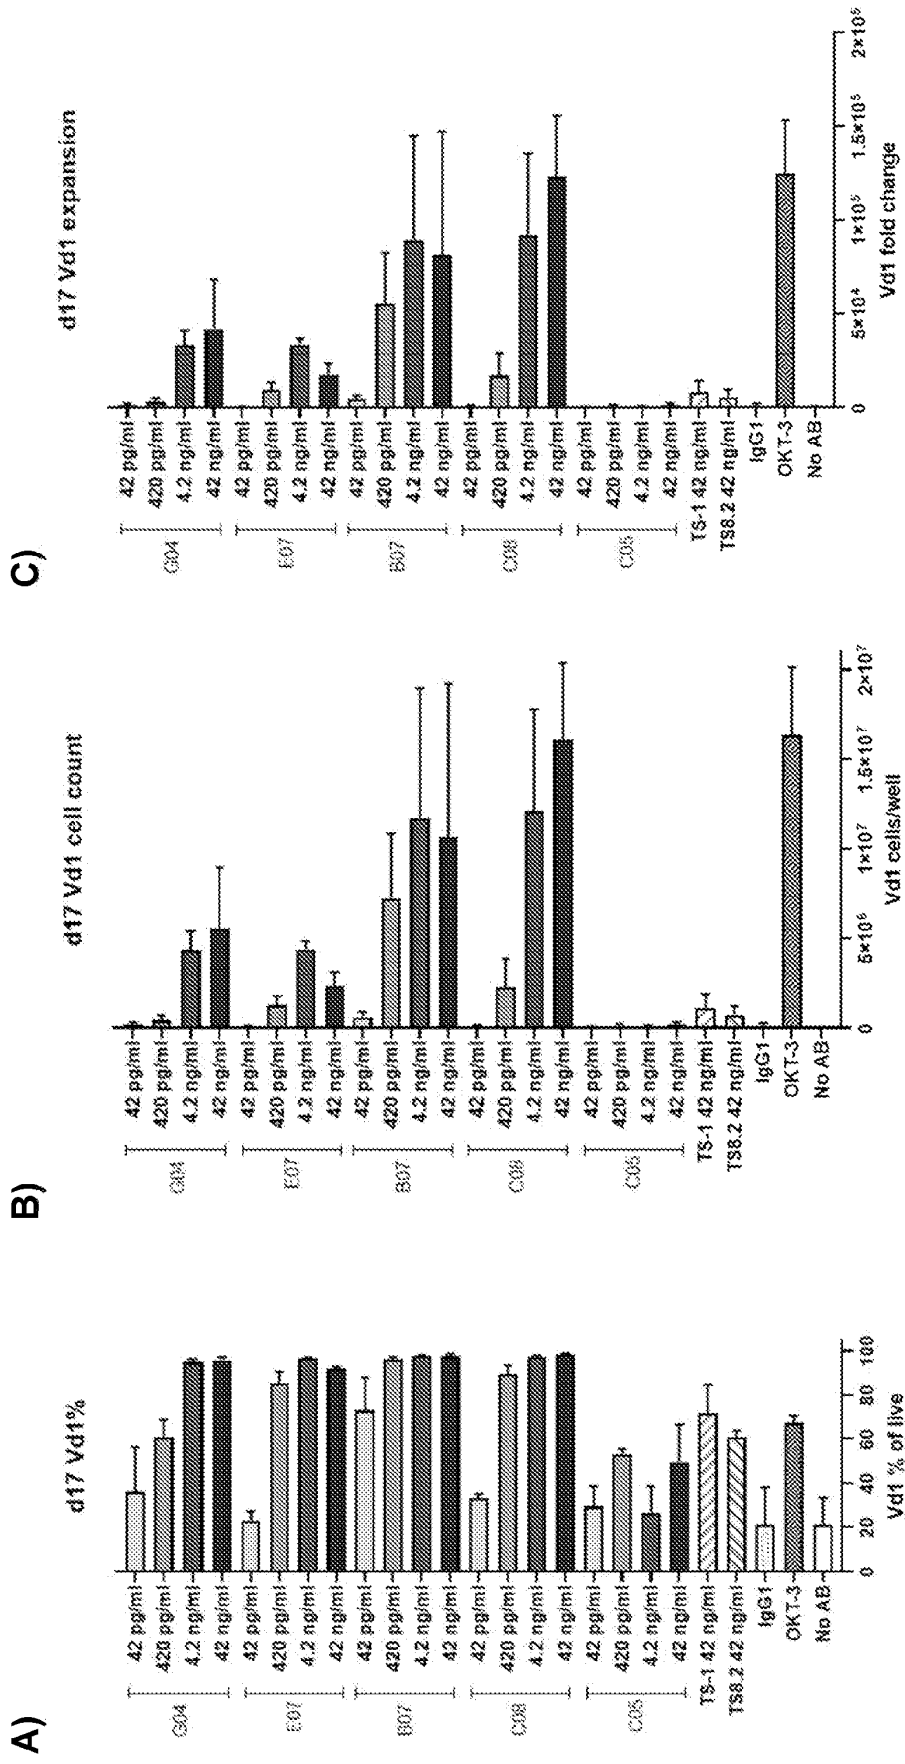 A)
d17 Vd1%
G04
42 pg/ml
420 pg/ml
4.2 ng/ml
42 ng/ml
E07
42 pg/ml
420 pg/ml
4.2 ng/ml
42 ng/ml
B07
42 pg/ml
420 pg/ml
4.2 ng/ml
42 ng/ml
C08
42 pg/ml
420 pg/ml
4.2 ng/ml
42 ng/ml
C05
42 pg/ml
420 pg/ml
4.2 ng/ml
42 ng/ml
TS-1 42 ng/ml
TS8.2 42 ng/ml
IgG1
OKT-3
No AB
0 20 40 60 80 100
Vd1 % of live
B)
d17 Vd1 cell count
G04
42 pg/ml
420 pg/ml
4.2 ng/ml
42 ng/ml
E07
42 pg/ml
420 pg/ml
4.2 ng/ml
42 ng/ml
B07
42 pg/ml
420 pg/ml
4.2 ng/ml
42 ng/ml
C08
42 pg/ml
420 pg/ml
4.2 ng/ml
42 ng/ml
C05
42 pg/ml
420 pg/ml
4.2 ng/ml
42 ng/ml
TS-1 42 ng/ml
TS8.2 42 ng/ml
IgG1
OKT-3
No AB
0 5×10⁶ 1×10⁷ 1.5×10⁷ 2×10⁷
Vd1 cells/well
C)
d17 Vd1 expansion
G04
42 pg/ml
420 pg/ml
4.2 ng/ml
42 ng/ml
E07
42 pg/ml
420 pg/ml
4.2 ng/ml
42 ng/ml
B07
42 pg/ml
420 pg/ml
4.2 ng/ml
42 ng/ml
C08
42 pg/ml
420 pg/ml
4.2 ng/ml
42 ng/ml
C05
42 pg/ml
420 pg/ml
4.2 ng/ml
42 ng/ml
TS-1 42 ng/ml
TS8.2 42 ng/ml
IgG1
OKT-3
No AB
0 5×10⁴ 1×10⁵ 1.5×10⁵ 2×10⁵
Vd1 fold change